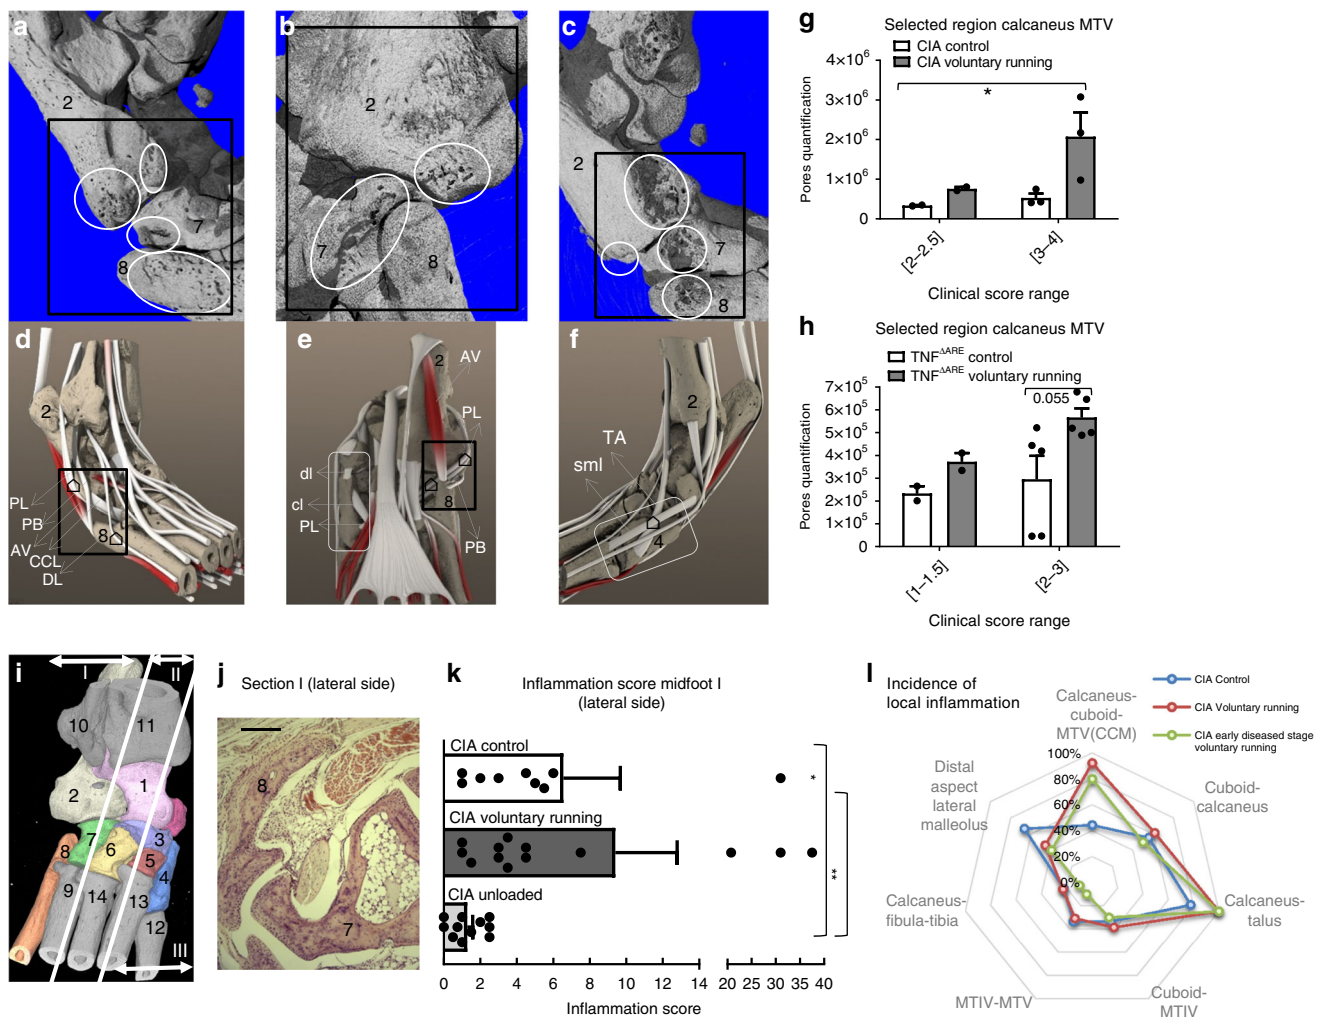 a
2
7
8
b
2
7
8
c
2
7
8
d
2
PL
PB
AV
CCL
DL
8
e
2
AV
PL
dl
cl
PL
8
PB
f
2
TA
sml
4
g
Selected region calcaneus MTV
CIA control
CIA voluntary running
4×10⁶
3×10⁶
2×10⁶
1×10⁶
0
Pores quantification
*
[2–2.5]
[3–4]
Clinical score range
h
Selected region calcaneus MTV
TNF^ΔARE control
TNF^ΔARE voluntary running
7×10⁵
6×10⁵
5×10⁵
4×10⁵
3×10⁵
2×10⁵
1×10⁵
0
Pores quantification
0.055
[1–1.5]
[2–3]
Clinical score range
i
I
II
10
11
2
1
7
3
8
6
5
4
9
14
13
12
III
j
Section I (lateral side)
8
7
k
Inflammation score midfoot I
(lateral side)
CIA control
CIA voluntary running
CIA unloaded
*
**
0 2 4 6 8 10 12 14 20 25 30 35 40
Inflammation score
l
Incidence of
local inflammation
CIA Control
CIA Voluntary running
CIA early diseased stage
voluntary running
Calcaneus-
cuboid-
MTV(CCM)
100%
80%
60%
40%
20%
0%
Cuboid-
calcaneus
Calcaneus-
talus
Cuboid-
MTIV
MTIV-MTV
Calcaneus-
fibula-tibia
Distal
aspect
lateral
malleolus